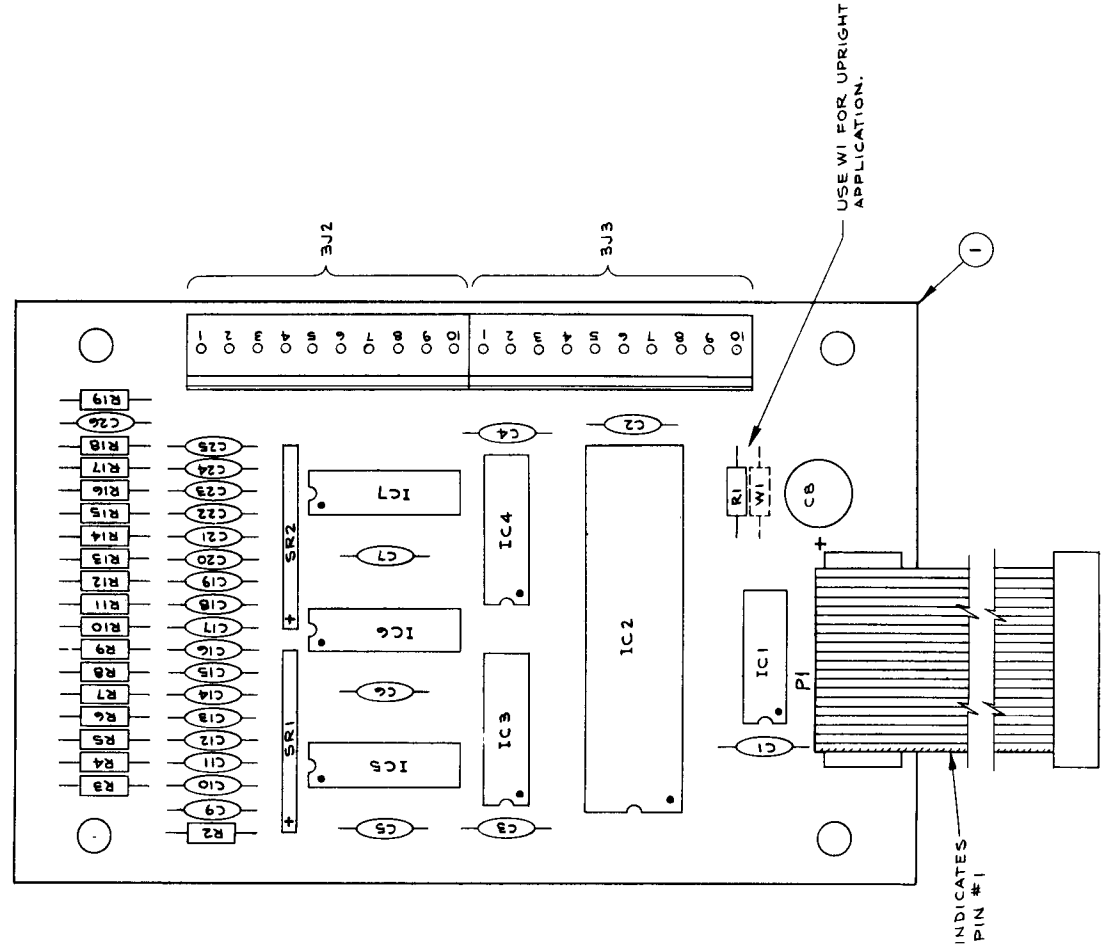 R19
C26
R18
R17
R16
R15
R14
R13
R12
R11
R10
R9
R8
R7
R6
R5
R4
R3
C25
C24
C23
C22
C21
C20
C19
C18
C17
C16
C15
C14
C13
C12
C11
C10
C9
R2
SR2
+
SR1
+
IC7
C7
IC6
C6
IC5
C5
C4
IC4
IC3
C3
C2
IC2
3J2
1
2
3
4
5
6
7
8
9
10
3J3
1
2
3
4
5
6
7
8
9
10
R1
W1
C8
+
IC1
P1
C1
USE W1 FOR UPRIGHT
APPLICATION.
1
INDICATES
PIN #1